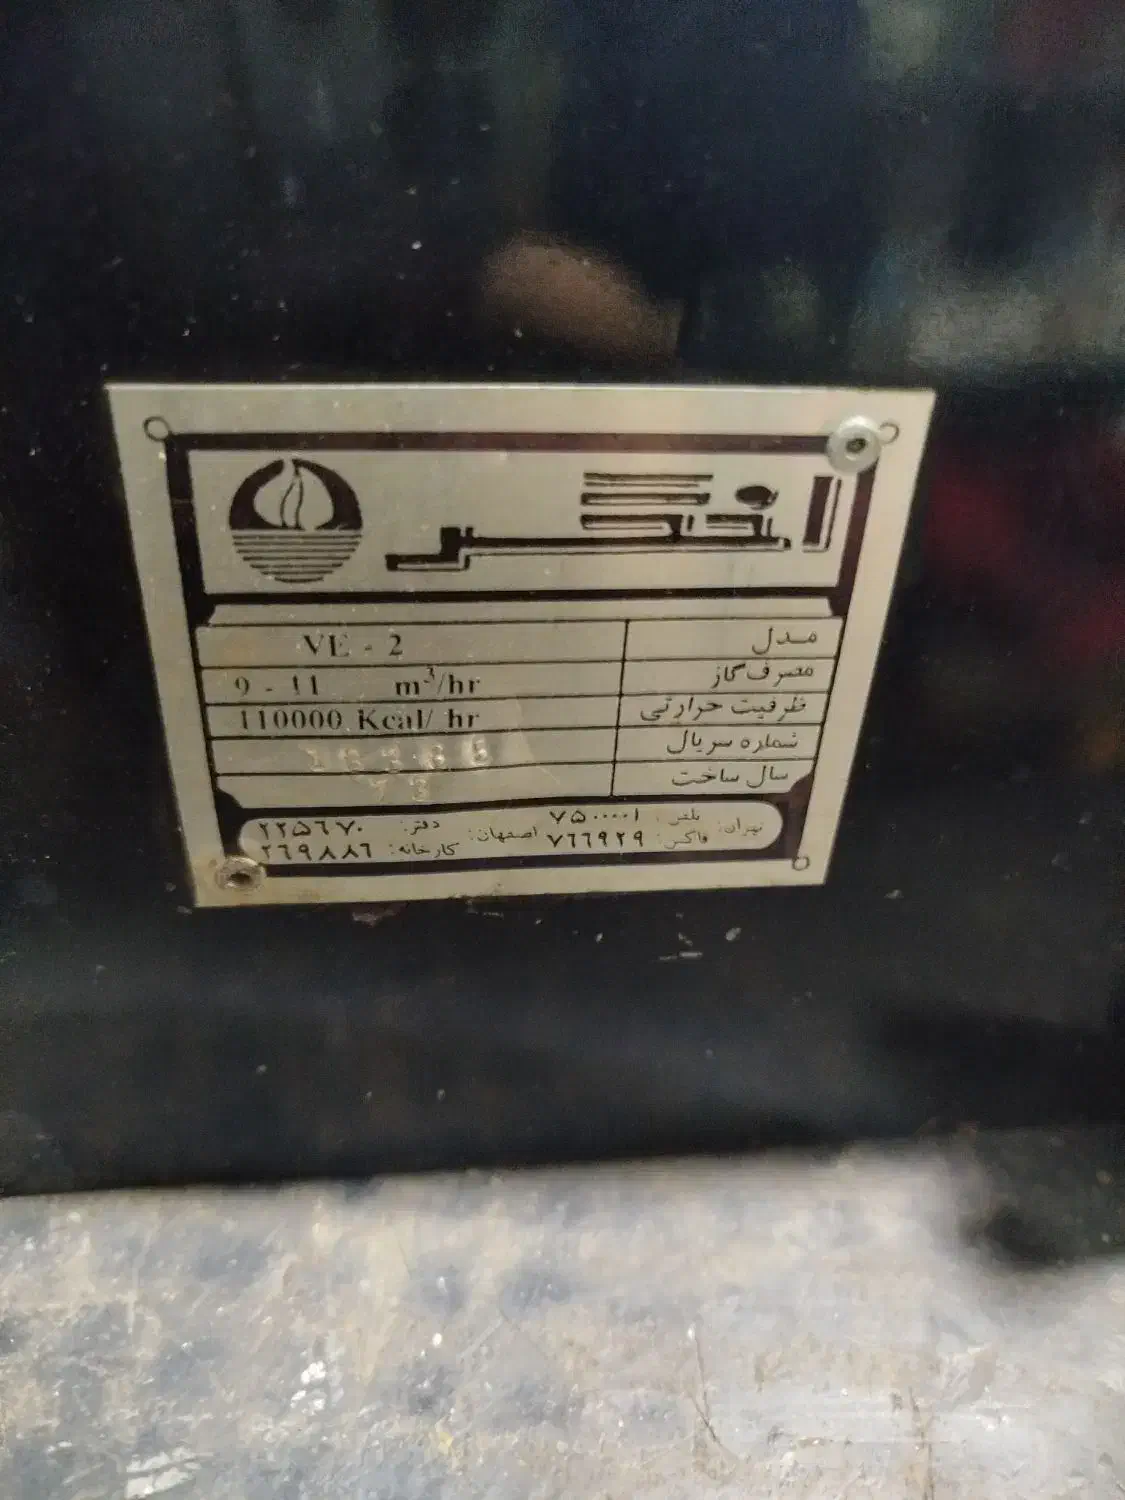 اخگر
مدل VE - 2
مصرف گاز 9 - 11 m³/hr
ظرفیت حرارتی 110000 Kcal/hr
شماره سریال
سال ساخت 73
تهران: تلفن: ۷۵۰۰۰۰۱ اصفهان: دفتر: ۲۲۵۶۷۰
فاکس: ۷۶۶۹۲۹ کارخانه: ۲۶۹۸۸۶